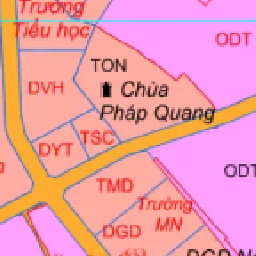 Trường
Tiểu học
ODT
TON
DVH
Chùa
Pháp Quang
TSC
DYT
ODT
TMD
Trường
MN
DGD